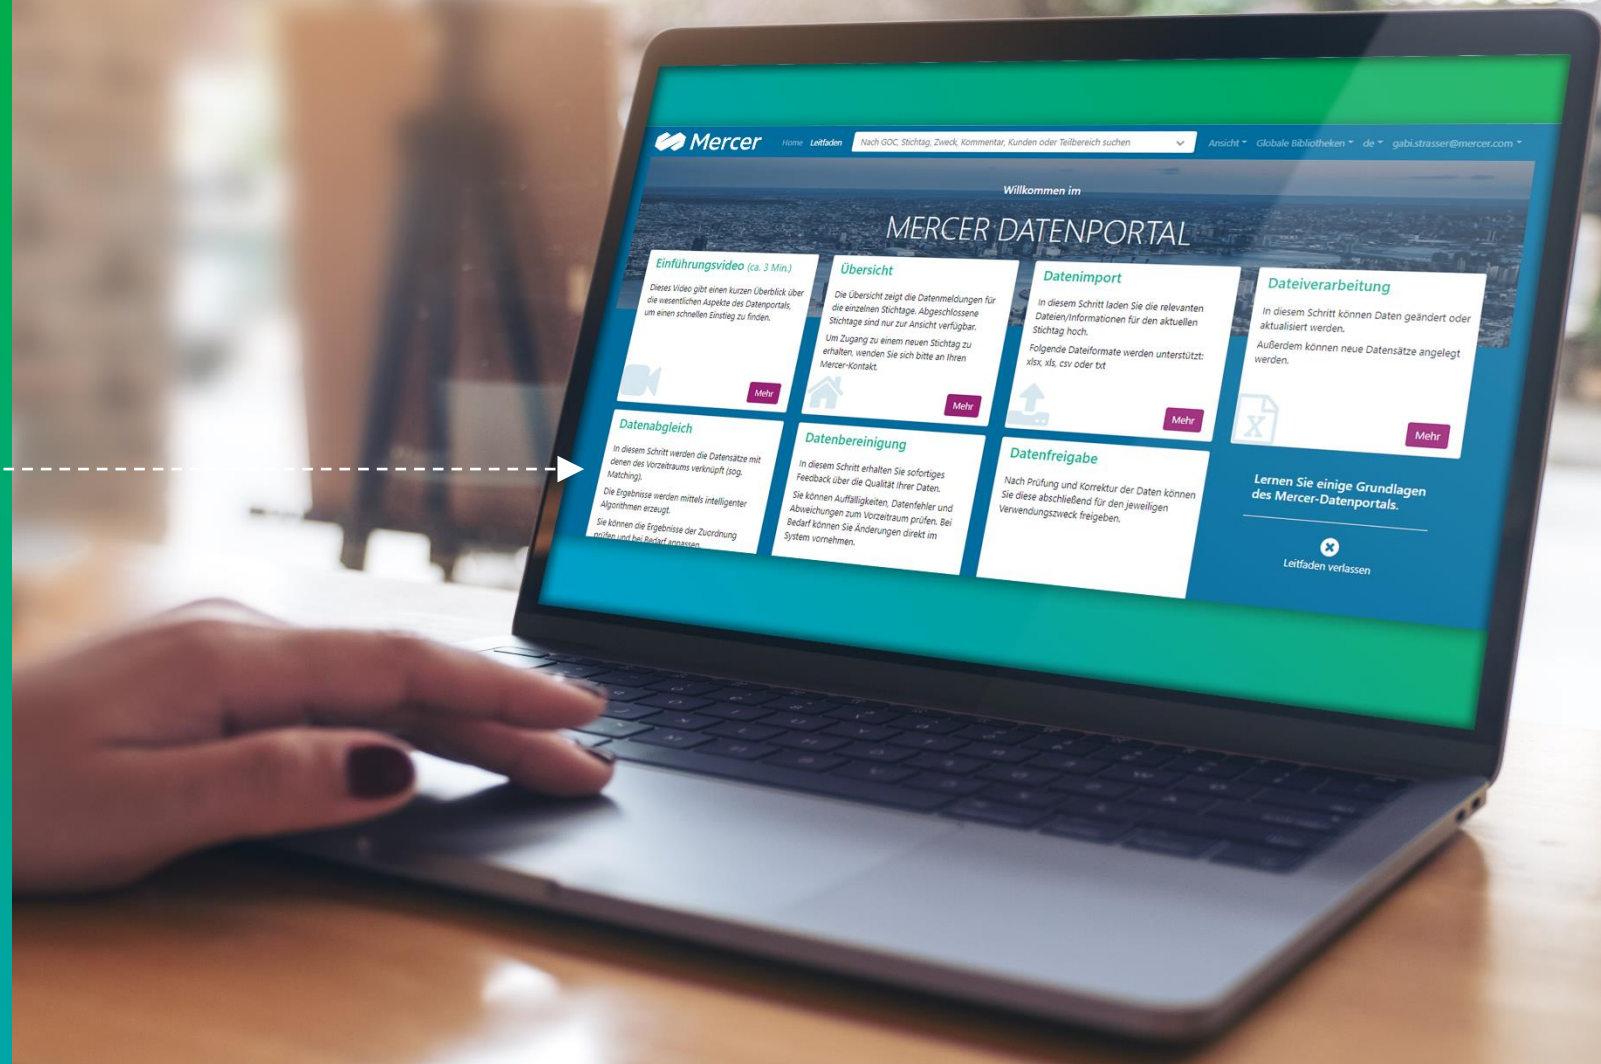 Mercer
Home Leitfaden Nach GOC, Stichtag, Zweck, Kommentar, Kunden oder Teilbereich suchen Ansicht Globale Bibliotheken de gabi.strasser@mercer.com
Willkommen im
MERCER DATENPORTAL
Einführungsvideo (ca. 3 Min.)
Dieses Video gibt einen kurzen Überblick über
die wesentlichen Aspekte des Datenportals,
um einen schnellen Einstieg zu finden.
Mehr
Übersicht
Die Übersicht zeigt die Datenmeldungen für
die einzelnen Stichtage. Abgeschlossene
Stichtage sind nur zur Ansicht verfügbar.
Um Zugang zu einem neuen Stichtag zu
erhalten, wenden Sie sich bitte an Ihren
Mercer-Kontakt.
Mehr
Datenimport
In diesem Schritt laden Sie die relevanten
Dateien/Informationen für den aktuellen
Stichtag hoch.
Folgende Dateiformate werden unterstützt:
xlsx, xls, csv oder txt
Mehr
Dateiverarbeitung
In diesem Schritt können Daten geändert oder
aktualisiert werden.
Außerdem können neue Datensätze angelegt
werden.
X
Mehr
Datenabgleich
In diesem Schritt werden die Datensätze mit
denen des Vorzeitraums verknüpft (sog.
Matching).
Die Ergebnisse werden mittels intelligenter
Algorithmen erzeugt.
Sie können die Ergebnisse der Zuordnung
prüfen und bei Bedarf anpassen.
Datenbereinigung
In diesem Schritt erhalten Sie sofortiges
Feedback über die Qualität Ihrer Daten.
Sie können Auffälligkeiten, Datenfehler und
Abweichungen zum Vorzeitraum prüfen. Bei
Bedarf können Sie Änderungen direkt im
System vornehmen.
Datenfreigabe
Nach Prüfung und Korrektur der Daten können
Sie diese abschließend für den jeweiligen
Verwendungszweck freigeben.
Lernen Sie einige Grundlagen
des Mercer-Datenportals.
Leitfaden verlassen